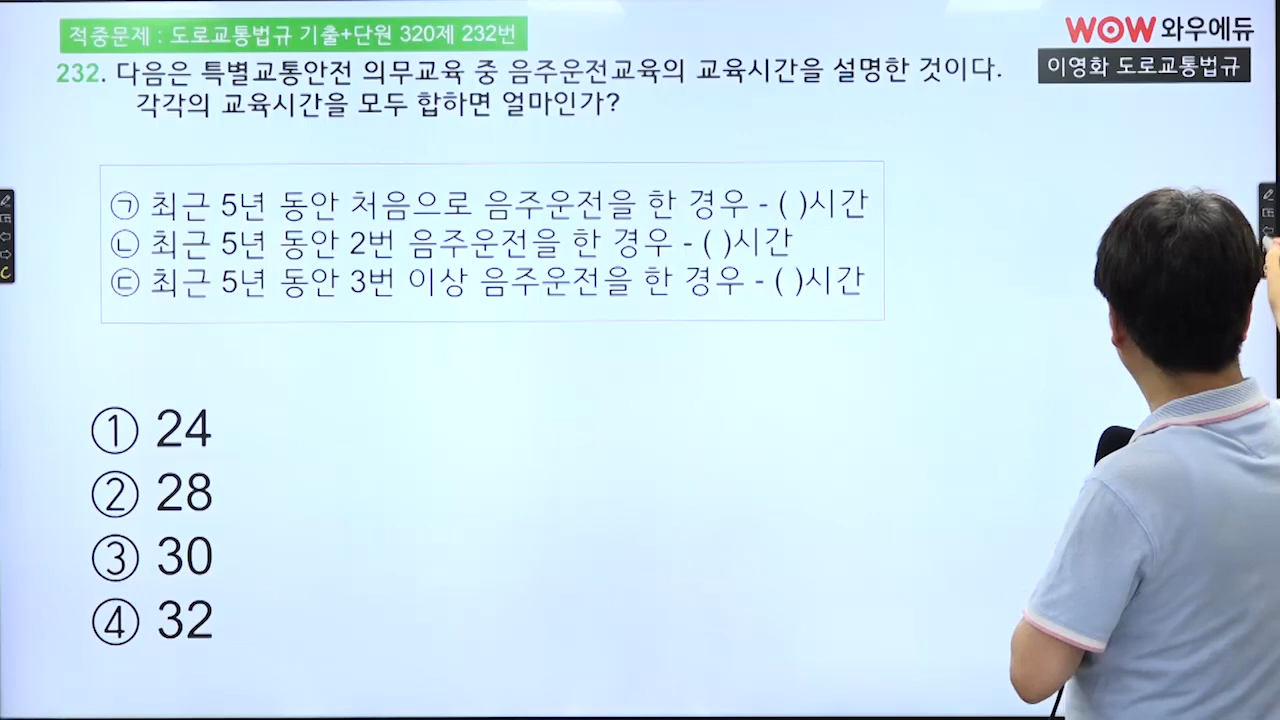 적중문제 : 도로교통법규 기출+단원 320제 232번
WOW 와우에듀
이영화 도로교통법규
232. 다음은 특별교통안전 의무교육 중 음주운전교육의 교육시간을 설명한 것이다.
각각의 교육시간을 모두 합하면 얼마인가?
㉠ 최근 5년 동안 처음으로 음주운전을 한 경우 - ( )시간
㉡ 최근 5년 동안 2번 음주운전을 한 경우 - ( )시간
㉢ 최근 5년 동안 3번 이상 음주운전을 한 경우 - ( )시간
① 24
② 28
③ 30
④ 32